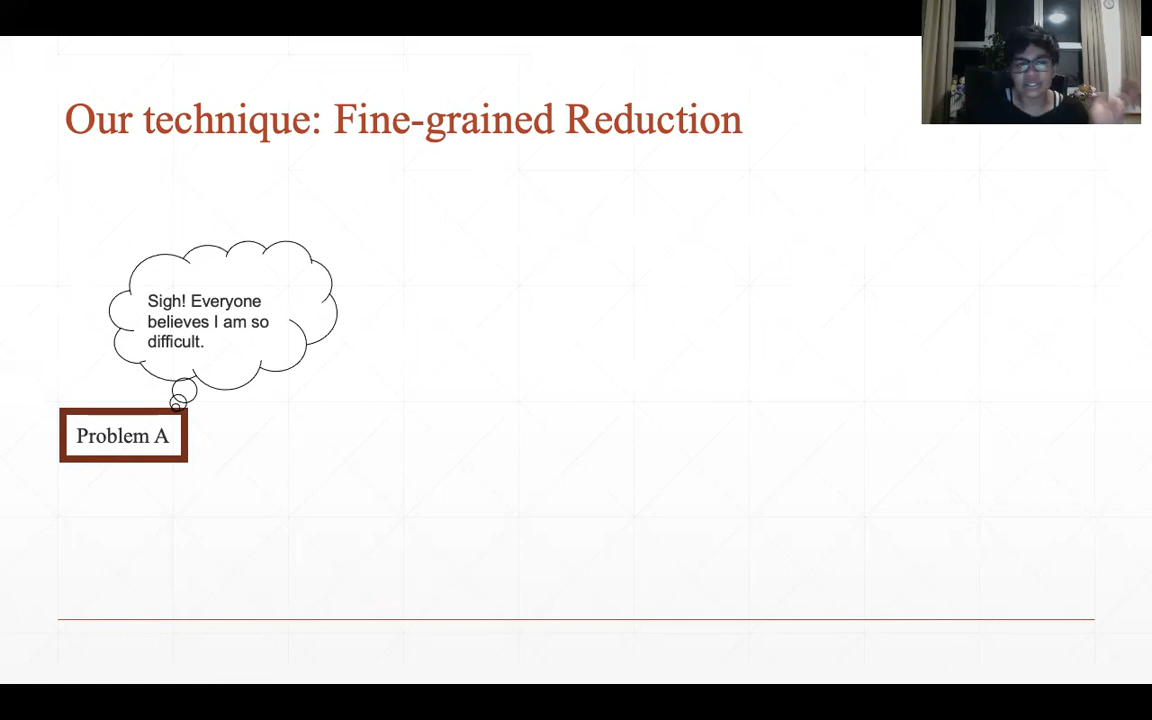 Our technique: Fine-grained Reduction
Sigh! Everyone
believes I am so
difficult.
Problem A